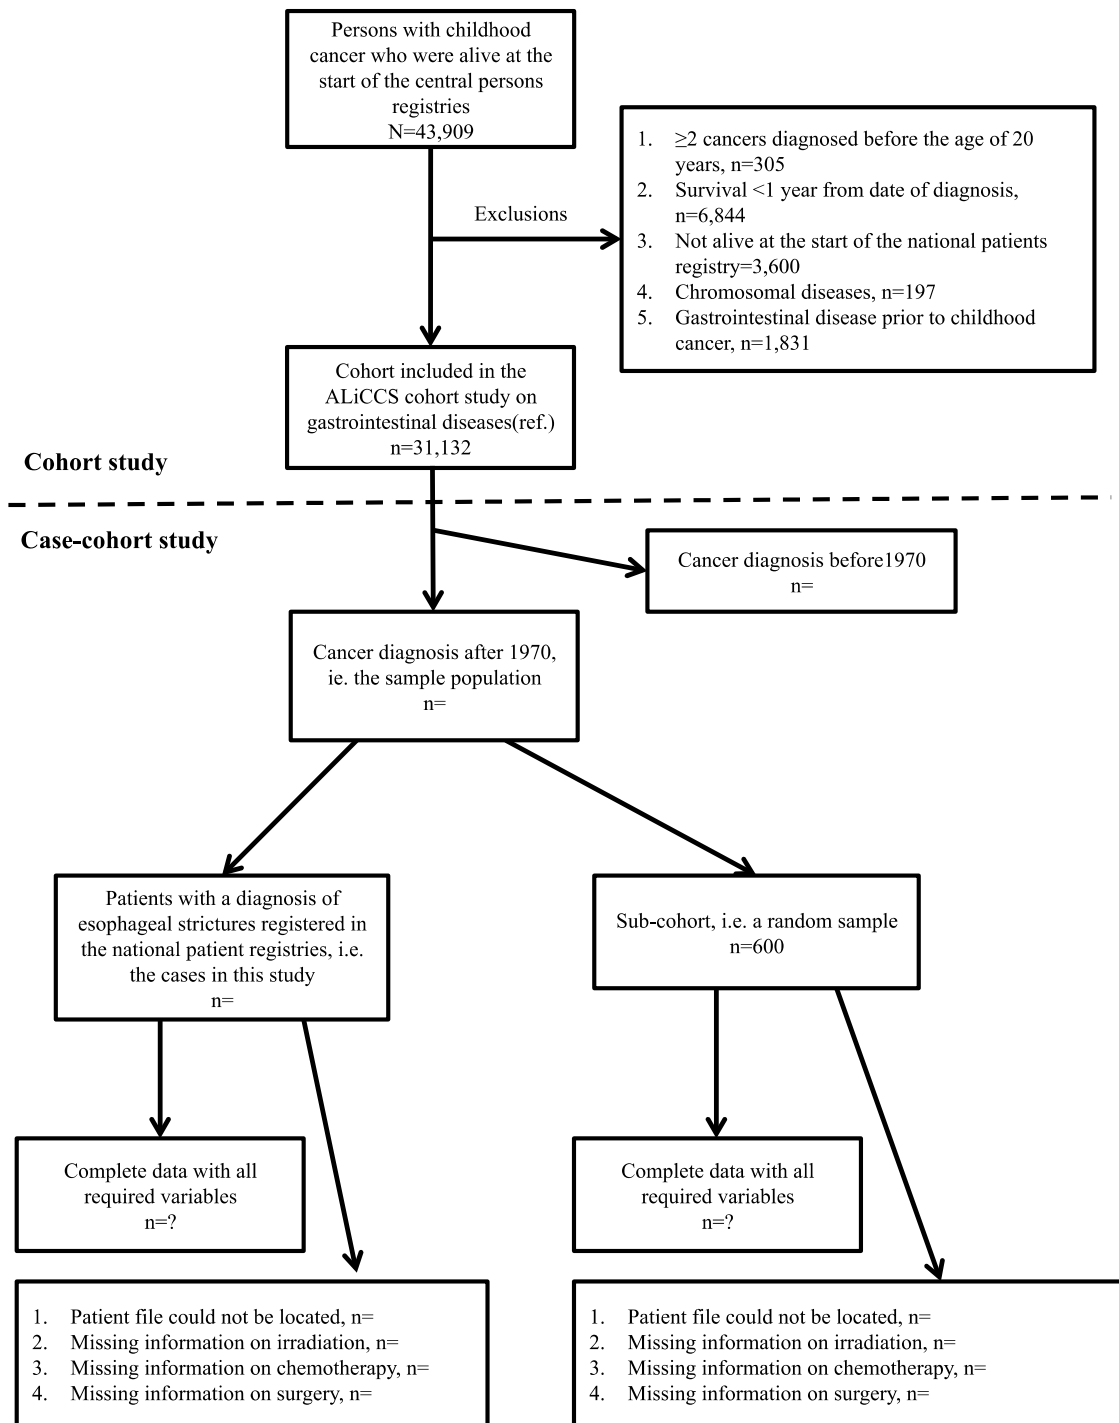 Persons with childhood
cancer who were alive at the
start of the central persons
registries
N=43,909
1. ≥2 cancers diagnosed before the age of 20
years, n=305
2. Survival <1 year from date of diagnosis,
n=6,844
3. Not alive at the start of the national patients
registry=3,600
4. Chromosomal diseases, n=197
5. Gastrointestinal disease prior to childhood
cancer, n=1,831
Exclusions
Cohort included in the
ALiCCS cohort study on
gastrointestinal diseases(ref.)
n=31,132
Cohort study
Case-cohort study
Cancer diagnosis before1970
n=
Cancer diagnosis after 1970,
ie. the sample population
n=
Patients with a diagnosis of
esophageal strictures registered in
the national patient registries, i.e.
the cases in this study
n=
Sub-cohort, i.e. a random sample
n=600
Complete data with all
required variables
n=?
Complete data with all
required variables
n=?
1. Patient file could not be located, n=
2. Missing information on irradiation, n=
3. Missing information on chemotherapy, n=
4. Missing information on surgery, n=
1. Patient file could not be located, n=
2. Missing information on irradiation, n=
3. Missing information on chemotherapy, n=
4. Missing information on surgery, n=